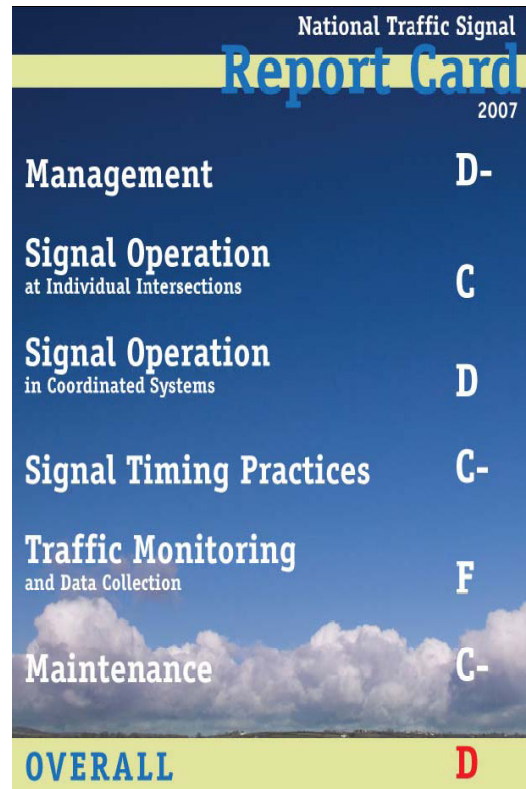 National Traffic Signal
Report Card
2007
Management D-
Signal Operation
at Individual Intersections C
Signal Operation
in Coordinated Systems D
Signal Timing Practices C-
Traffic Monitoring
and Data Collection F
Maintenance C-
OVERALL D